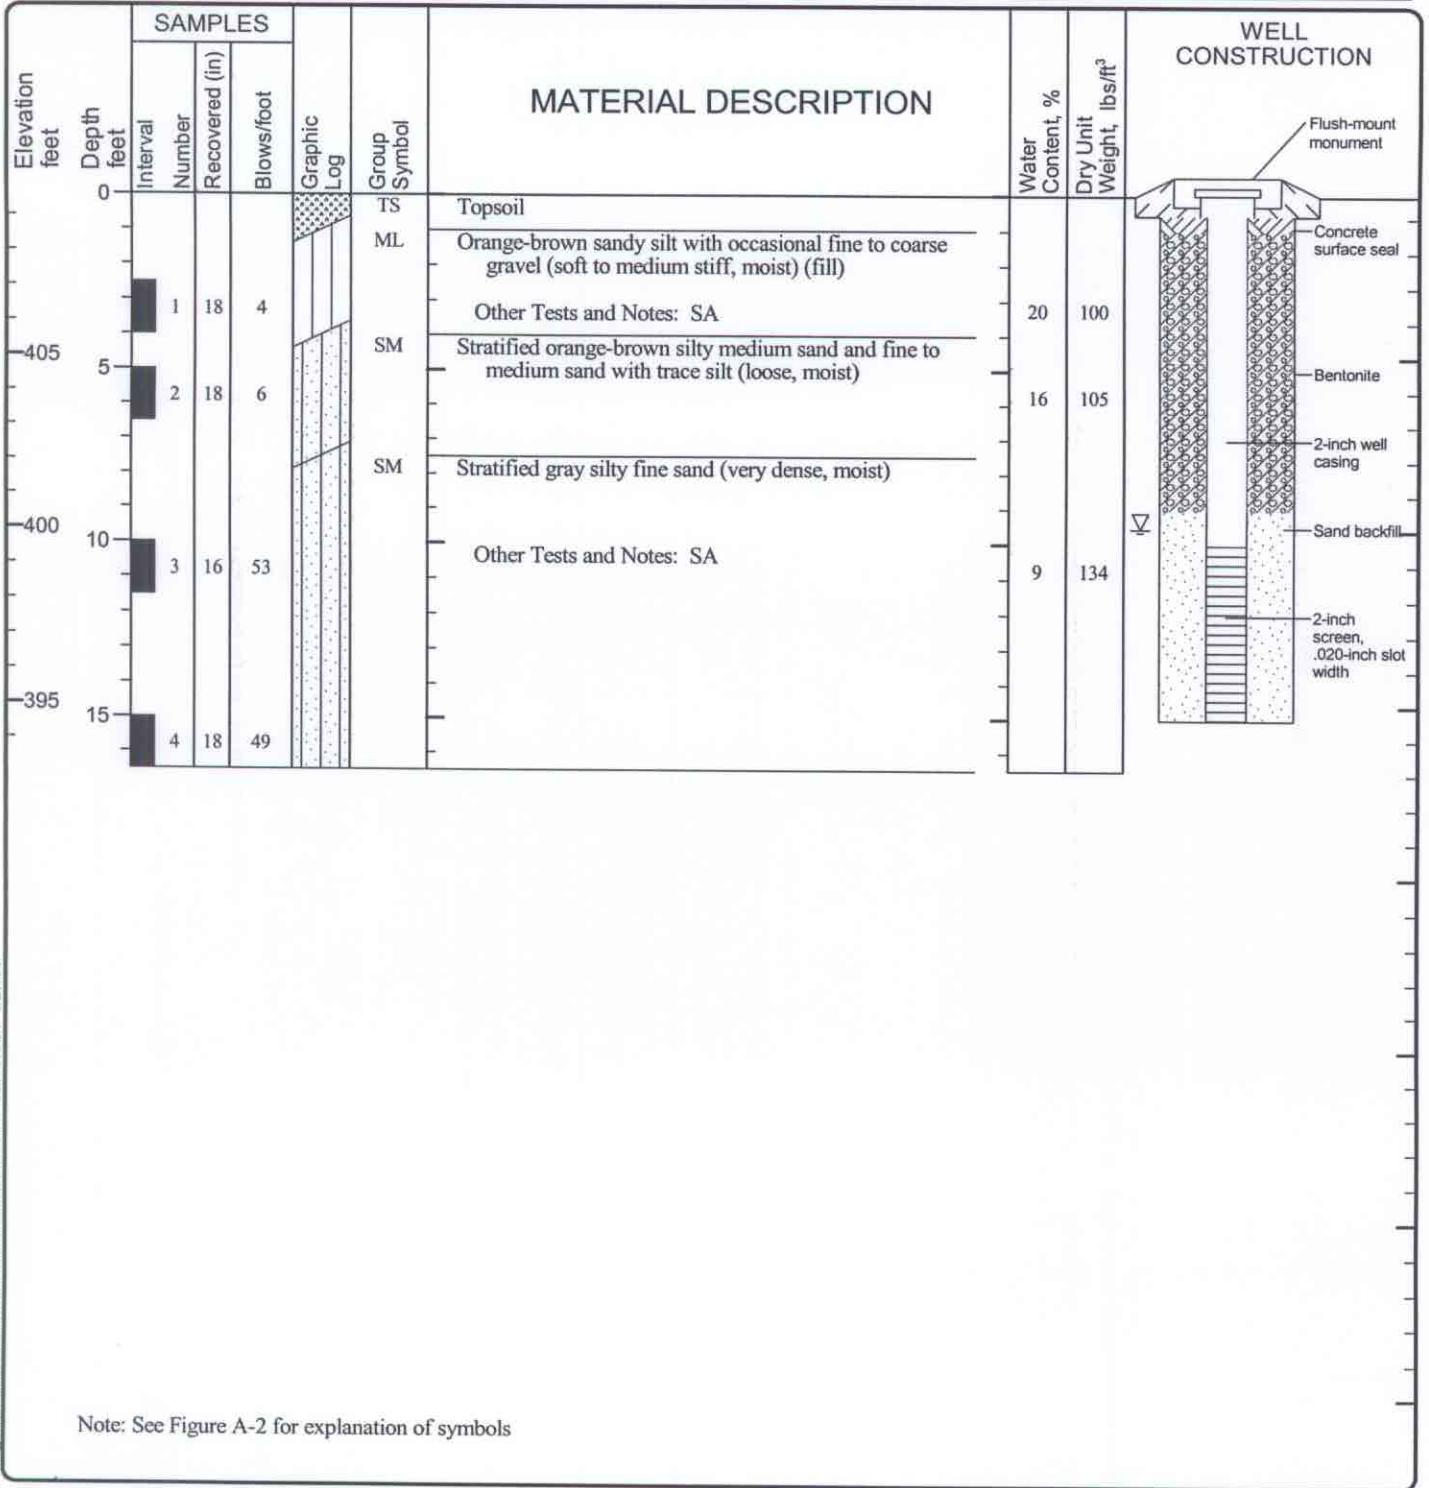 SAMPLES
Elevation
feet
Depth
feet
Interval
Number
Recovered (in)
Blows/foot
Graphic
Log
Group
Symbol
MATERIAL DESCRIPTION
Water
Content, %
Dry Unit
Weight, lbs/ft³
WELL
CONSTRUCTION
Flush-mount
monument
0
TS
Topsoil
ML
Orange-brown sandy silt with occasional fine to coarse
gravel (soft to medium stiff, moist) (fill)
Concrete
surface seal
1 18 4
Other Tests and Notes: SA
20 100
405
SM
Stratified orange-brown silty medium sand and fine to
medium sand with trace silt (loose, moist)
5
2 18 6
16 105
Bentonite
2-inch well
casing
SM
Stratified gray silty fine sand (very dense, moist)
400
10
Sand backfill
3 16 53
Other Tests and Notes: SA
9 134
2-inch
screen,
.020-inch slot
width
395
15
4 18 49
Note: See Figure A-2 for explanation of symbols